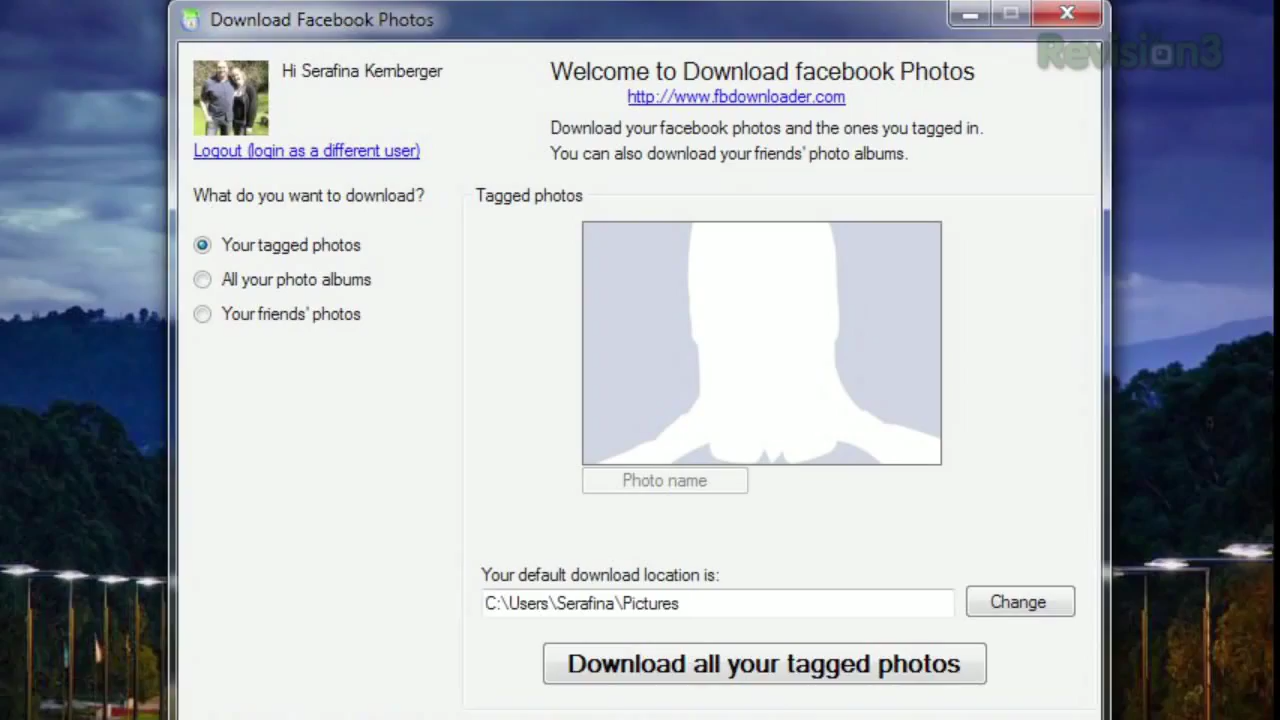 Download Facebook Photos
Revision3
Hi Serafina Kemberger
Logout (login as a different user)
Welcome to Download facebook Photos
http://www.fbdownloader.com
Download your facebook photos and the ones you tagged in.
You can also download your friends' photo albums.
What do you want to download?
Your tagged photos
All your photo albums
Your friends' photos
Tagged photos
Photo name
Your default download location is:
C:\Users\Serafina\Pictures
Change
Download all your tagged photos